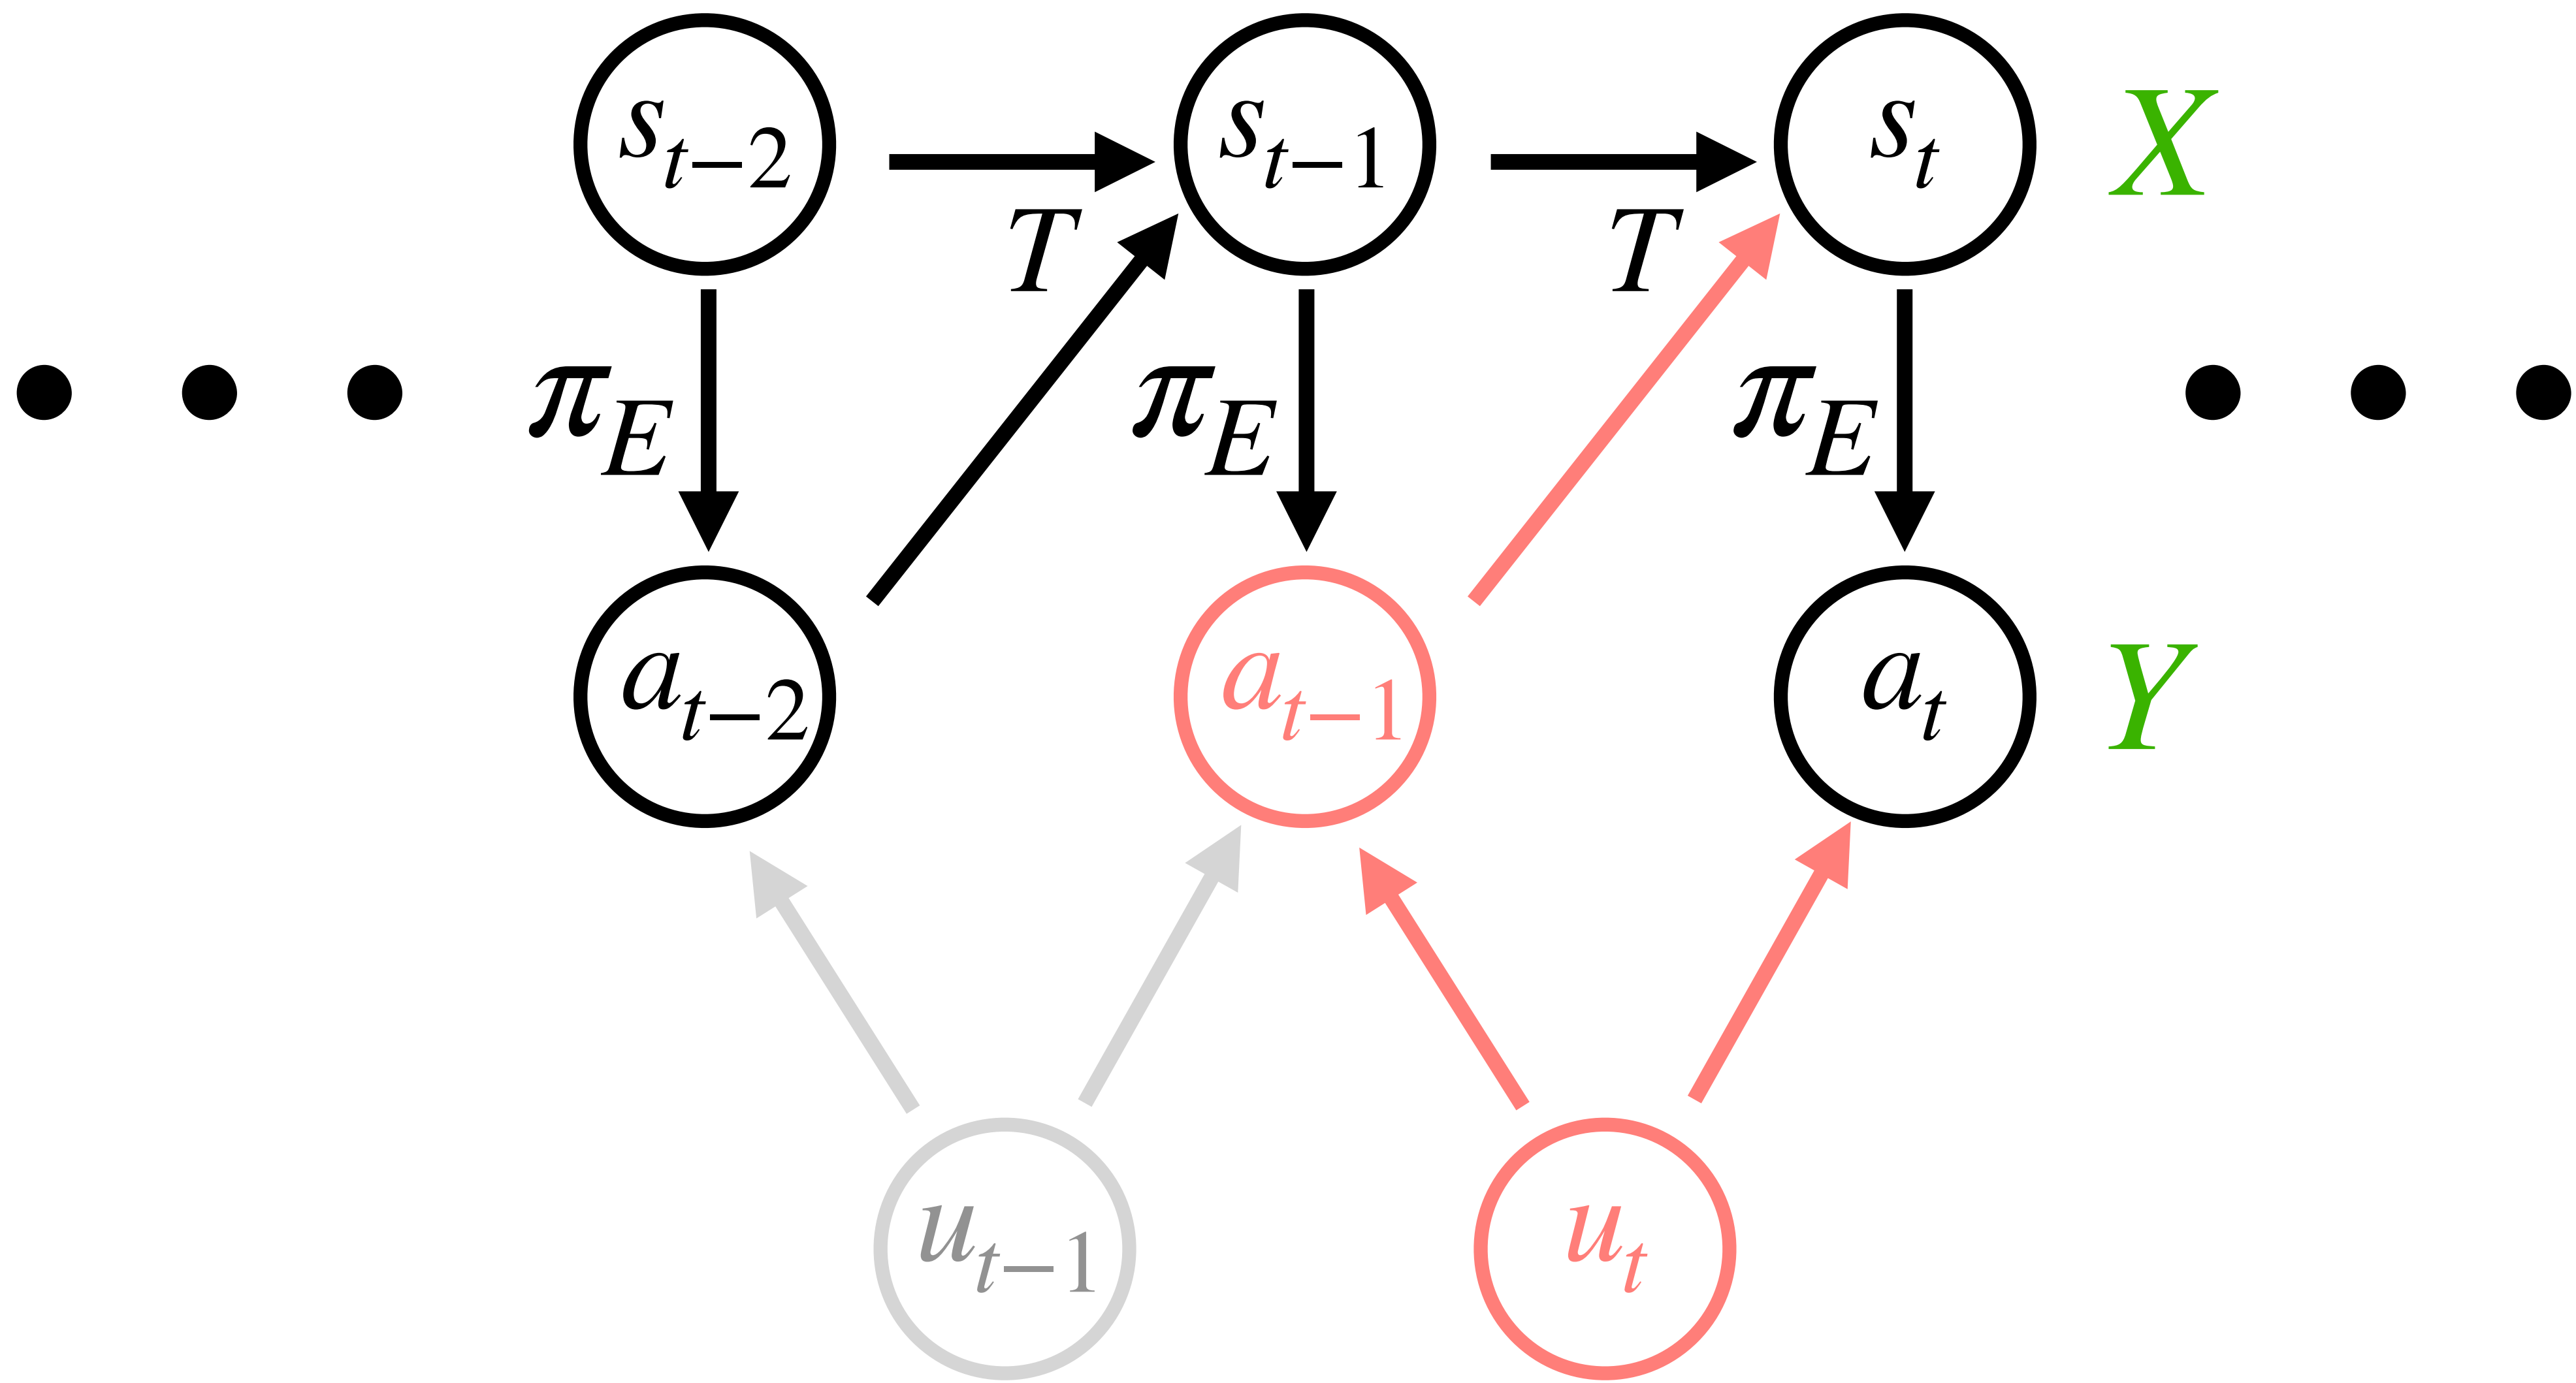 s_{t−2} s_{t−1} s_t X
T T
π_E π_E π_E
a_{t−2} a_{t−1} a_t Y
u_{t−1} u_t